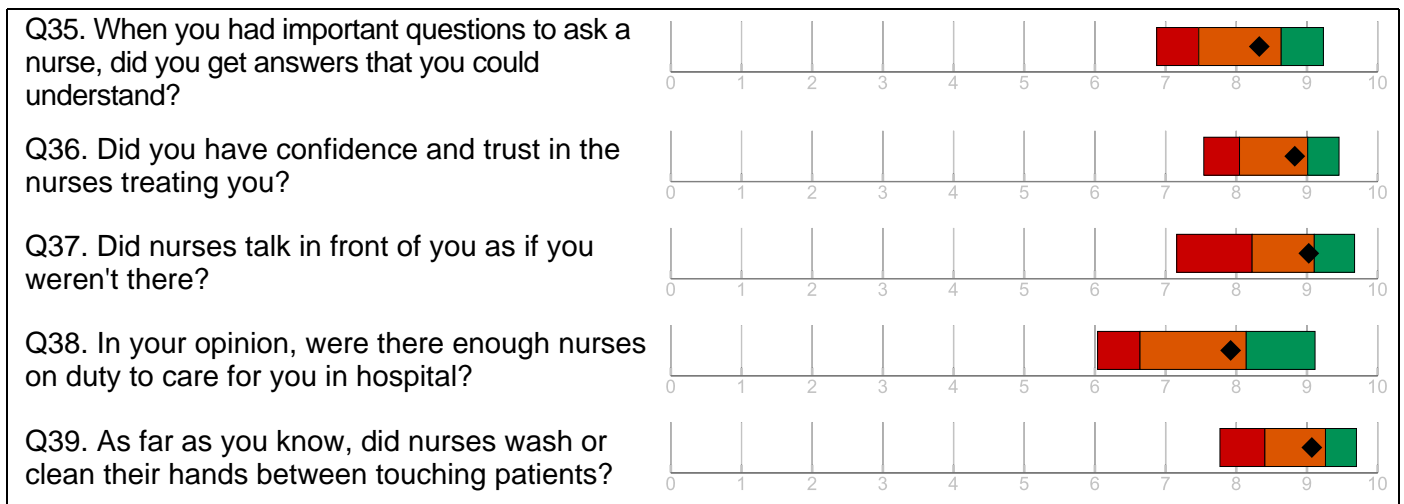 Q35. When you had important questions to ask a
nurse, did you get answers that you could
understand?
0 1 2 3 4 5 6 7 8 9 10
Q36. Did you have confidence and trust in the
nurses treating you?
0 1 2 3 4 5 6 7 8 9 10
Q37. Did nurses talk in front of you as if you
weren't there?
0 1 2 3 4 5 6 7 8 9 10
Q38. In your opinion, were there enough nurses
on duty to care for you in hospital?
0 1 2 3 4 5 6 7 8 9 10
Q39. As far as you know, did nurses wash or
clean their hands between touching patients?
0 1 2 3 4 5 6 7 8 9 10